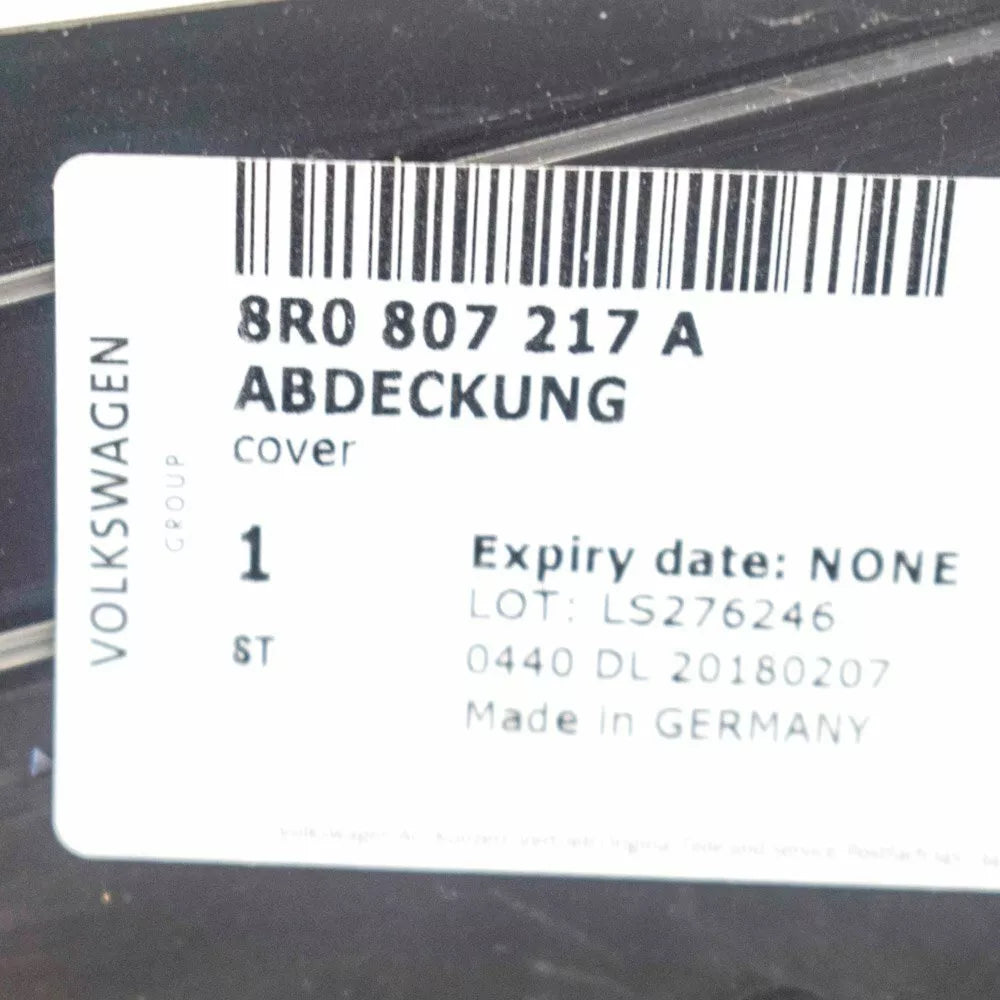 8R0 807 217 A
ABDECKUNG
cover
1
ST
Expiry date: NONE
LOT: LS276246
0440 DL 20180207
Made in GERMANY
VOLKSWAGEN
GROUP